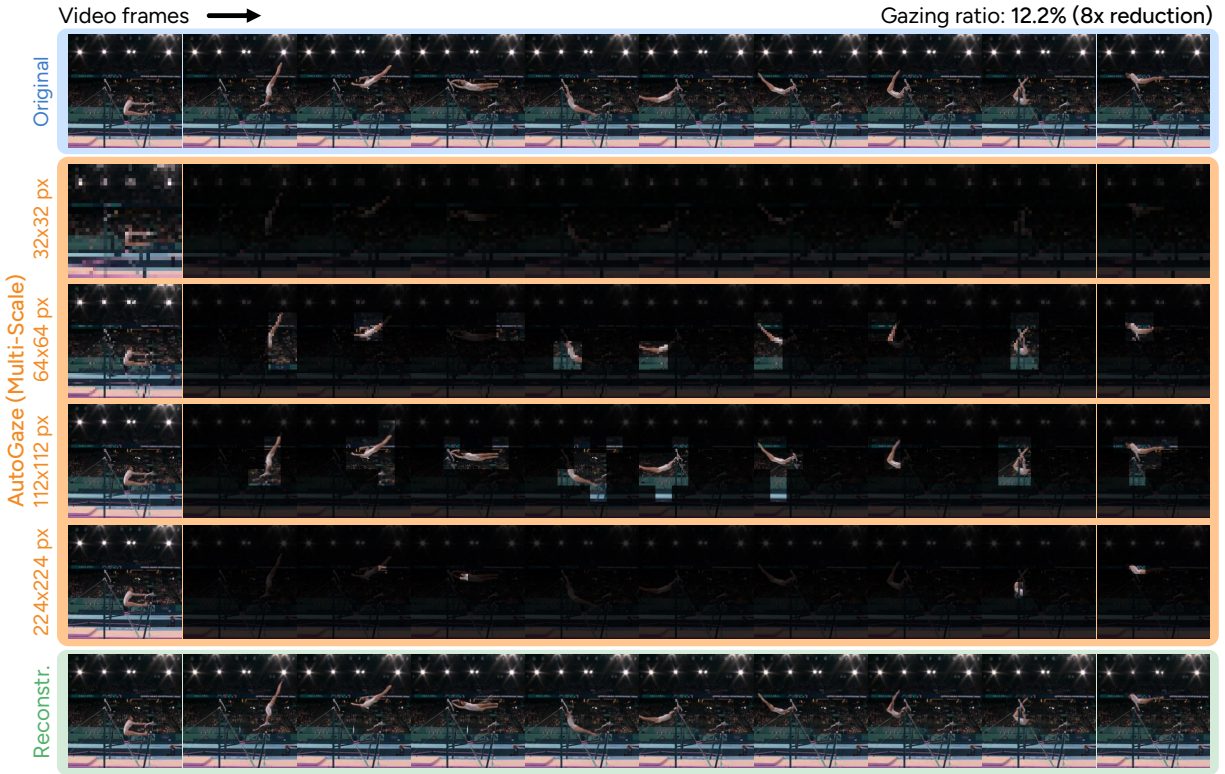 Video frames
Gazing ratio: 12.2% (8x reduction)
Original
AutoGaze (Multi-Scale)
32x32 px
64x64 px
112x112 px
224x224 px
Reconstr.